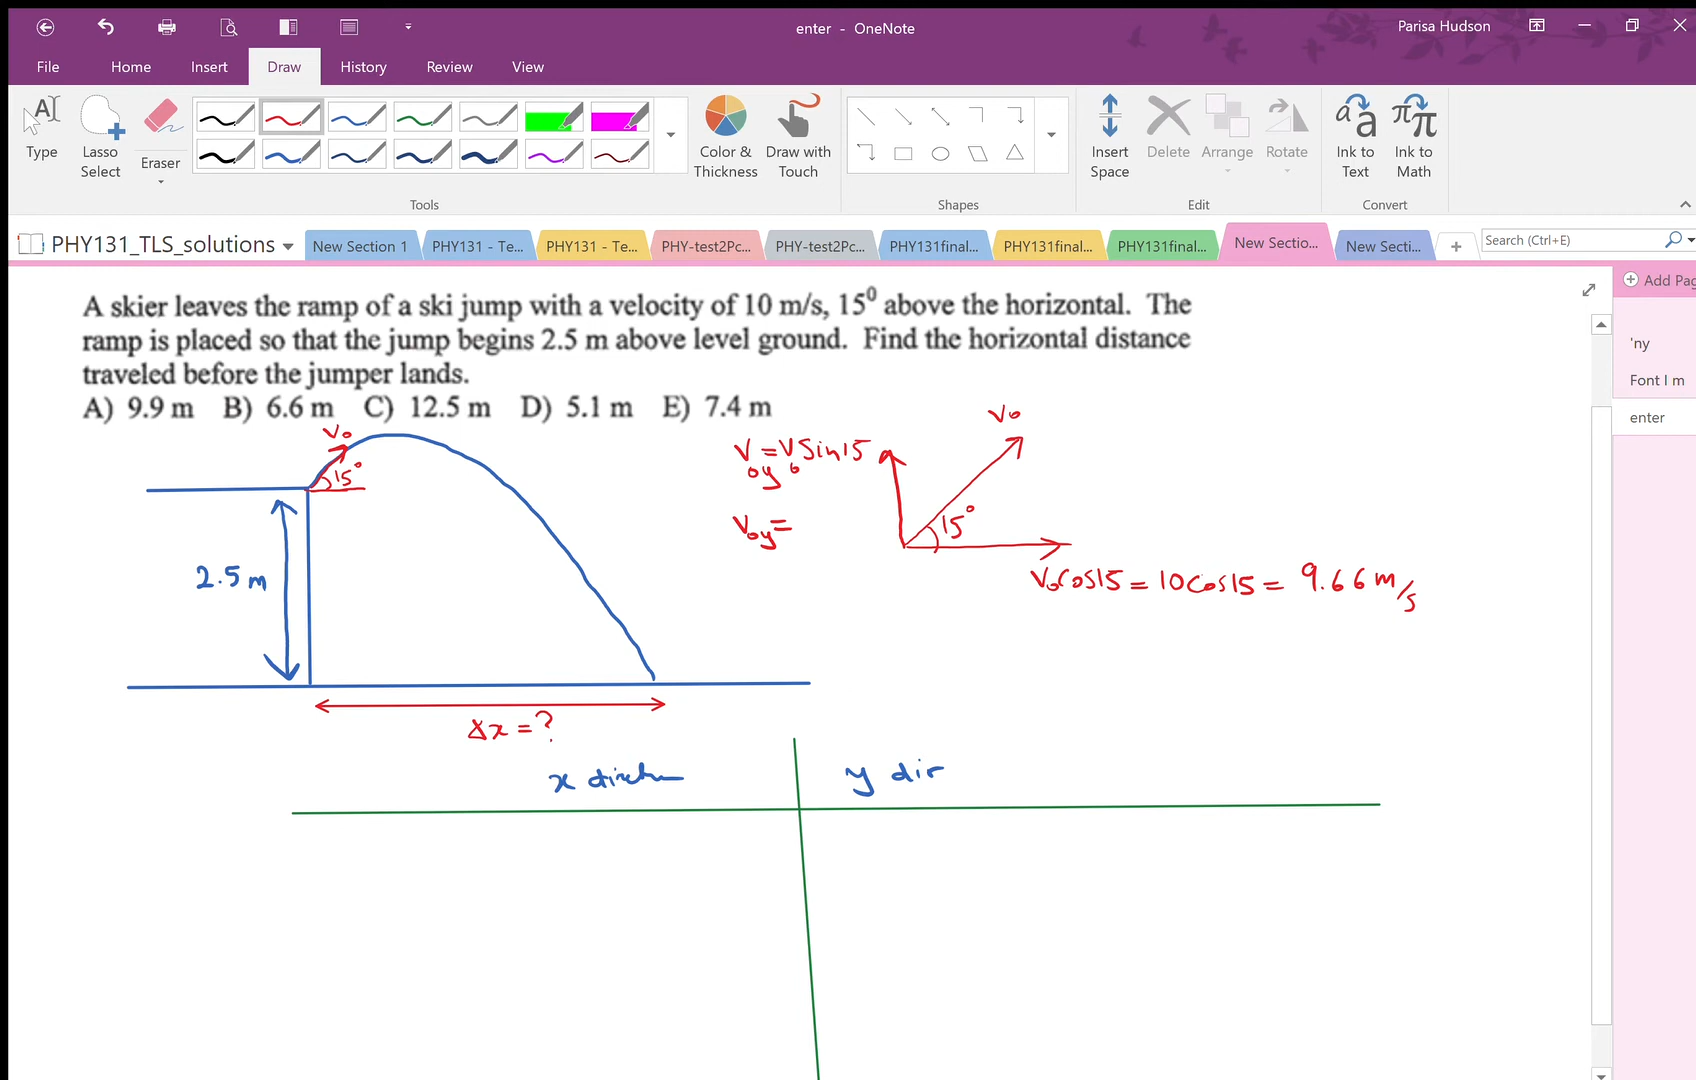 enter - OneNote
Parisa Hudson
File Home Insert Draw History Review View
Type
Lasso Select
Eraser
Color & Thickness
Draw with Touch
Insert Space
Delete
Arrange
Rotate
Ink to Text
Ink to Math
Tools Shapes Edit Convert
PHY131_TLS_solutions
New Section 1
PHY131 - Te...
PHY131 - Te...
PHY-test2Pc...
PHY-test2Pc...
PHY131final...
PHY131final...
PHY131final...
New Sectio...
New Secti...
Search (Ctrl+E)
Add Pag
'ny
Font I m
enter
A skier leaves the ramp of a ski jump with a velocity of 10 m/s, 15⁰ above the horizontal. The
ramp is placed so that the jump begins 2.5 m above level ground. Find the horizontal distance
traveled before the jumper lands.
A) 9.9 m B) 6.6 m C) 12.5 m D) 5.1 m E) 7.4 m
V₀
15°
2.5 m
Δx = ?
V₀y = V₀ Sin15
V₀y =
V₀
15°
V₀Cos15 = 10Cos15 = 9.66 m/s
x direction
y dir